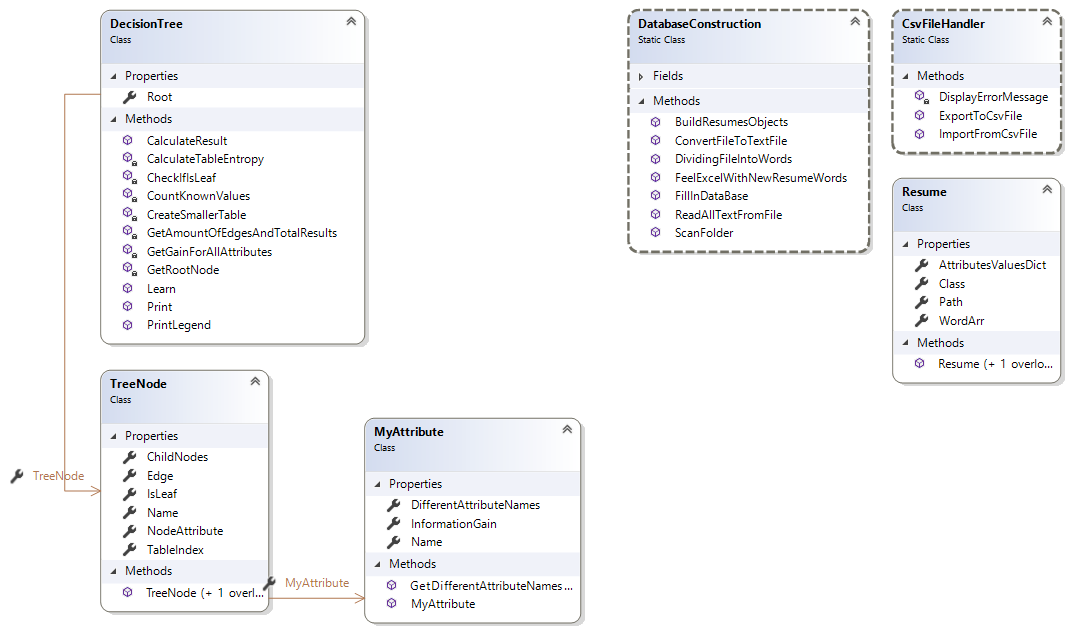 DecisionTree
Class
Properties
Root
Methods
CalculateResult
CalculateTableEntropy
CheckIfIsLeaf
CountKnownValues
CreateSmallerTable
GetAmountOfEdgesAndTotalResults
GetGainForAllAttributes
GetRootNode
Learn
Print
PrintLegend
TreeNode
TreeNode
Class
Properties
ChildNodes
Edge
IsLeaf
Name
NodeAttribute
TableIndex
Methods
TreeNode (+ 1 overl...
MyAttribute
MyAttribute
Class
Properties
DifferentAttributeNames
InformationGain
Name
Methods
GetDifferentAttributeNames...
MyAttribute
DatabaseConstruction
Static Class
Fields
Methods
BuildResumesObjects
ConvertFileToTextFile
DividingFileIntoWords
FeelExcelWithNewResumeWords
FillInDataBase
ReadAllTextFromFile
ScanFolder
CsvFileHandler
Static Class
Methods
DisplayErrorMessage
ExportToCsvFile
ImportFromCsvFile
Resume
Class
Properties
AttributesValuesDict
Class
Path
WordArr
Methods
Resume (+ 1 overlo...